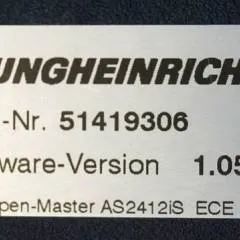 UNGHEINRICH
-Nr. 51419306
ware-Version 1.05
pen-Master AS2412iS ECE